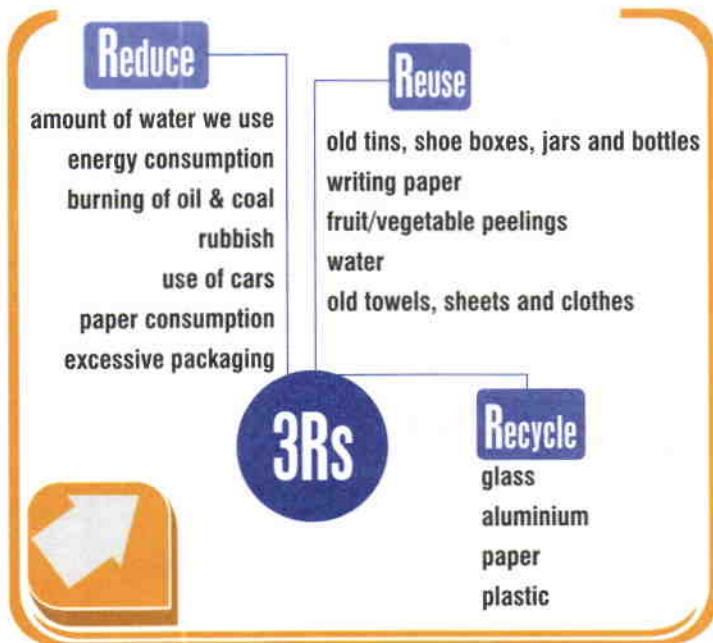 Reduce
amount of water we use
energy consumption
burning of oil & coal
rubbish
use of cars
paper consumption
excessive packaging
Reuse
old tins, shoe boxes, jars and bottles
writing paper
fruit/vegetable peelings
water
old towels, sheets and clothes
3Rs
Recycle
glass
aluminium
paper
plastic